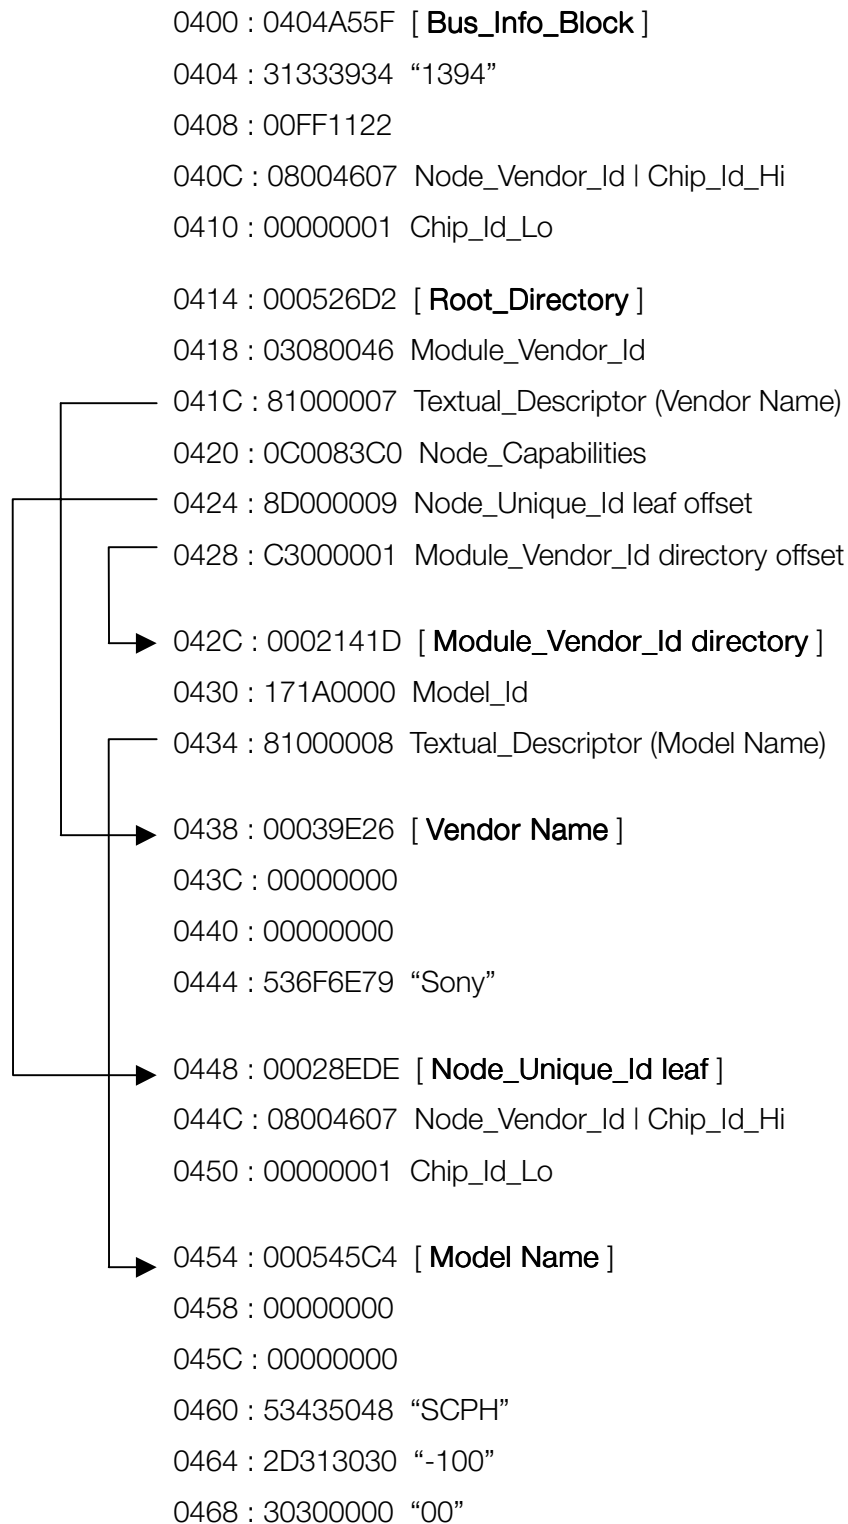 0400 : 0404A55F [ Bus_Info_Block ]
0404 : 31333934 “1394”
0408 : 00FF1122
040C : 08004607 Node_Vendor_Id | Chip_Id_Hi
0410 : 00000001 Chip_Id_Lo
0414 : 000526D2 [ Root_Directory ]
0418 : 03080046 Module_Vendor_Id
041C : 81000007 Textual_Descriptor (Vendor Name)
0420 : 0C0083C0 Node_Capabilities
0424 : 8D000009 Node_Unique_Id leaf offset
0428 : C3000001 Module_Vendor_Id directory offset
042C : 0002141D [ Module_Vendor_Id directory ]
0430 : 171A0000 Model_Id
0434 : 81000008 Textual_Descriptor (Model Name)
0438 : 00039E26 [ Vendor Name ]
043C : 00000000
0440 : 00000000
0444 : 536F6E79 “Sony”
0448 : 00028EDE [ Node_Unique_Id leaf ]
044C : 08004607 Node_Vendor_Id | Chip_Id_Hi
0450 : 00000001 Chip_Id_Lo
0454 : 000545C4 [ Model Name ]
0458 : 00000000
045C : 00000000
0460 : 53435048 “SCPH”
0464 : 2D313030 “-100”
0468 : 30300000 “00”